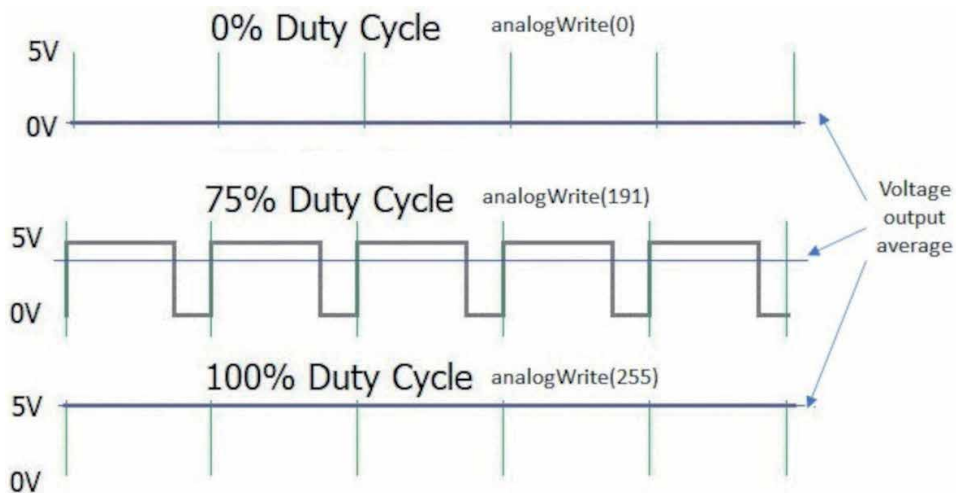 0% Duty Cycle analogWrite(0)
5V
0V
75% Duty Cycle analogWrite(191)
5V
0V
Voltage
output
average
100% Duty Cycle analogWrite(255)
5V
0V